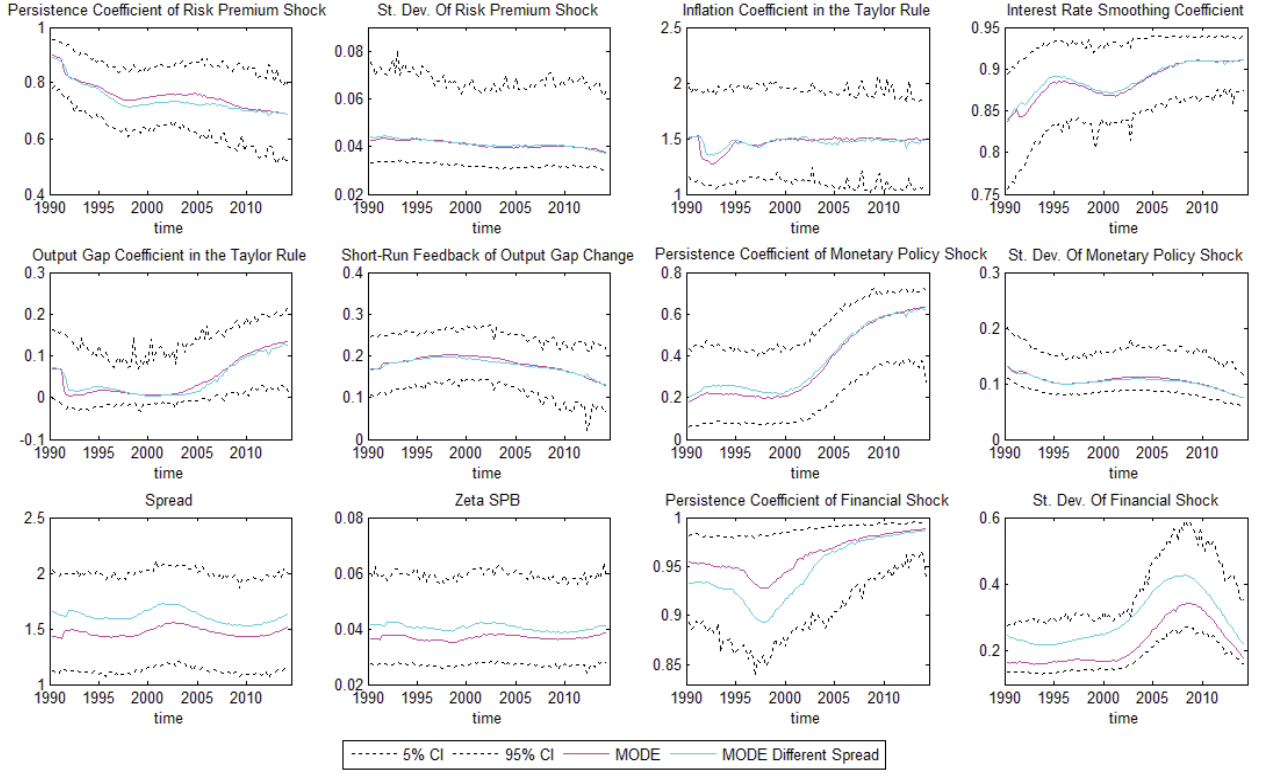 Persistence Coefficient of Risk Premium Shock
1
0.8
0.6
0.4
1990 1995 2000 2005 2010
time
St. Dev. Of Risk Premium Shock
0.08
0.06
0.04
0.02
1990 1995 2000 2005 2010
time
Inflation Coefficient in the Taylor Rule
2.5
2
1.5
1
1990 1995 2000 2005 2010
time
Interest Rate Smoothing Coefficient
0.95
0.9
0.85
0.8
0.75
1990 1995 2000 2005 2010
time
Output Gap Coefficient in the Taylor Rule
0.3
0.2
0.1
0
-0.1
1990 1995 2000 2005 2010
time
Short-Run Feedback of Output Gap Change
0.4
0.3
0.2
0.1
0
1990 1995 2000 2005 2010
time
Persistence Coefficient of Monetary Policy Shock
0.8
0.6
0.4
0.2
0
1990 1995 2000 2005 2010
time
St. Dev. Of Monetary Policy Shock
0.3
0.2
0.1
0
1990 1995 2000 2005 2010
time
Spread
2.5
2
1.5
1
1990 1995 2000 2005 2010
time
Zeta SPB
0.08
0.06
0.04
0.02
1990 1995 2000 2005 2010
time
Persistence Coefficient of Financial Shock
1
0.95
0.9
0.85
1990 1995 2000 2005 2010
time
St. Dev. Of Financial Shock
0.6
0.4
0.2
1990 1995 2000 2005 2010
time
5% CI 95% CI MODE MODE Different Spread